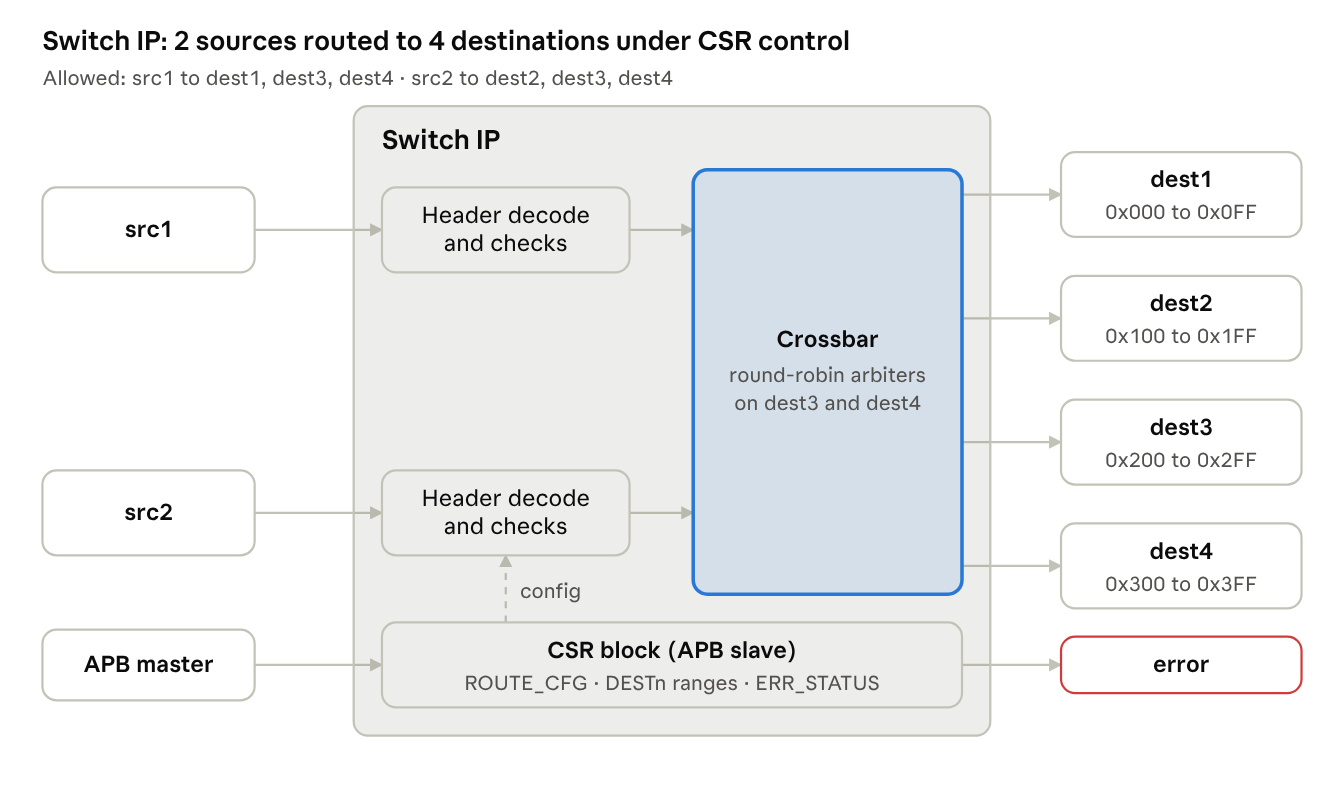 Switch IP: 2 sources routed to 4 destinations under CSR control
Allowed: src1 to dest1, dest3, dest4 · src2 to dest2, dest3, dest4
Switch IP
src1
Header decode
and checks
src2
Header decode
and checks
config
APB master
CSR block (APB slave)
ROUTE_CFG · DESTn ranges · ERR_STATUS
Crossbar
round-robin arbiters
on dest3 and dest4
dest1
0x000 to 0x0FF
dest2
0x100 to 0x1FF
dest3
0x200 to 0x2FF
dest4
0x300 to 0x3FF
error